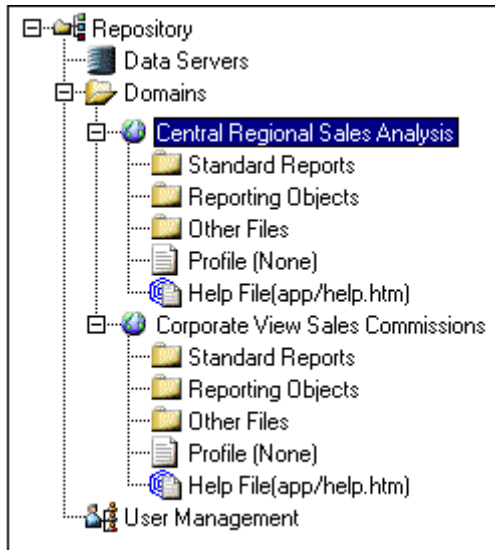 Repository
Data Servers
Domains
Central Regional Sales Analysis
Standard Reports
Reporting Objects
Other Files
Profile (None)
Help File(app/help.htm)
Corporate View Sales Commissions
Standard Reports
Reporting Objects
Other Files
Profile (None)
Help File(app/help.htm)
User Management